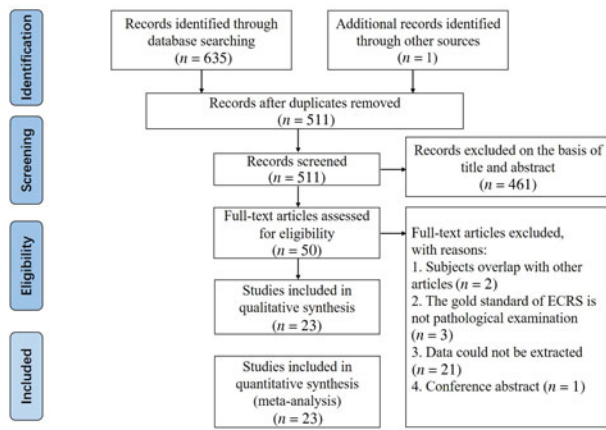 Identification
Records identified through
database searching
(n = 635)
Additional records identified
through other sources
(n = 1)
Records after duplicates removed
(n = 511)
Screening
Records screened
(n = 511)
Records excluded on the basis of
title and abstract
(n = 461)
Eligibility
Full-text articles assessed
for eligibility
(n = 50)
Full-text articles excluded,
with reasons:
1. Subjects overlap with other
articles (n = 2)
2. The gold standard of ECRS is
not pathological examination
(n = 3)
3. Data could not be extracted
(n = 21)
4. Conference abstract (n = 1)
Studies included in
qualitative synthesis
(n = 23)
Included
Studies included in
quantitative synthesis
(meta-analysis)
(n = 23)